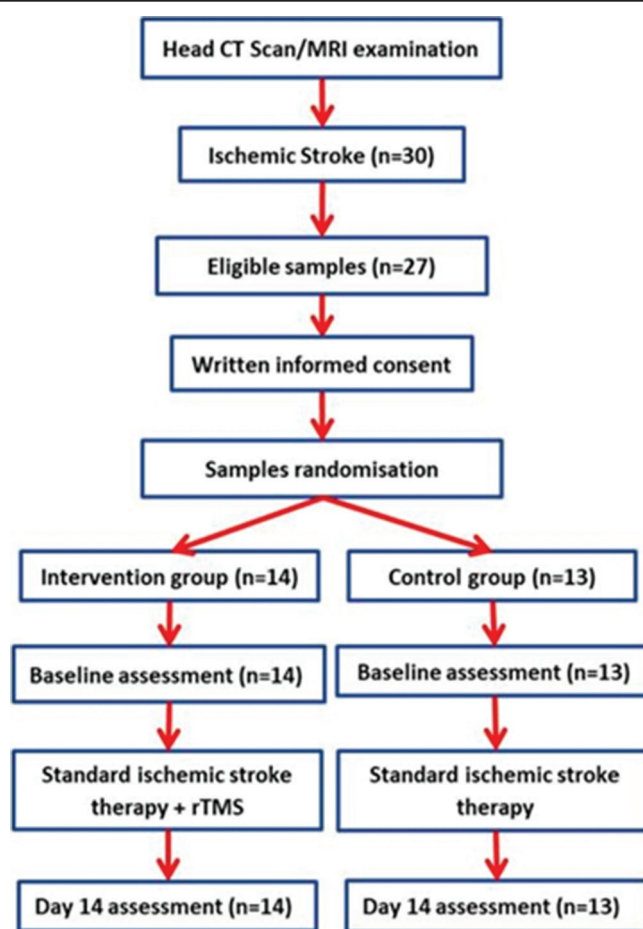 Head CT Scan/MRI examination
Ischemic Stroke (n=30)
Eligible samples (n=27)
Written informed consent
Samples randomisation
Intervention group (n=14)
Control group (n=13)
Baseline assessment (n=14)
Baseline assessment (n=13)
Standard ischemic stroke
therapy + rTMS
Standard ischemic stroke
therapy
Day 14 assessment (n=14)
Day 14 assessment (n=13)